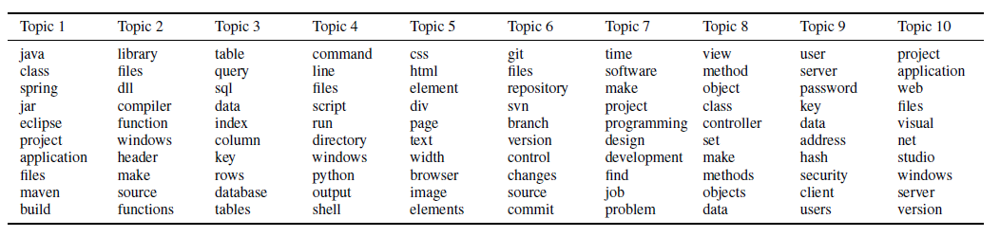 Topic 1 Topic 2 Topic 3 Topic 4 Topic 5 Topic 6 Topic 7 Topic 8 Topic 9 Topic 10
java library table command css git time view user project
class files query line html files software method server application
spring dll sql files element repository make object password web
jar compiler data script div svn project class key files
eclipse function index run page branch programming controller data visual
project windows column directory text version design set address net
application header key windows width control development make hash studio
files make rows python browser changes find methods security windows
maven source database output image source job objects client server
build functions tables shell elements commit problem data users version